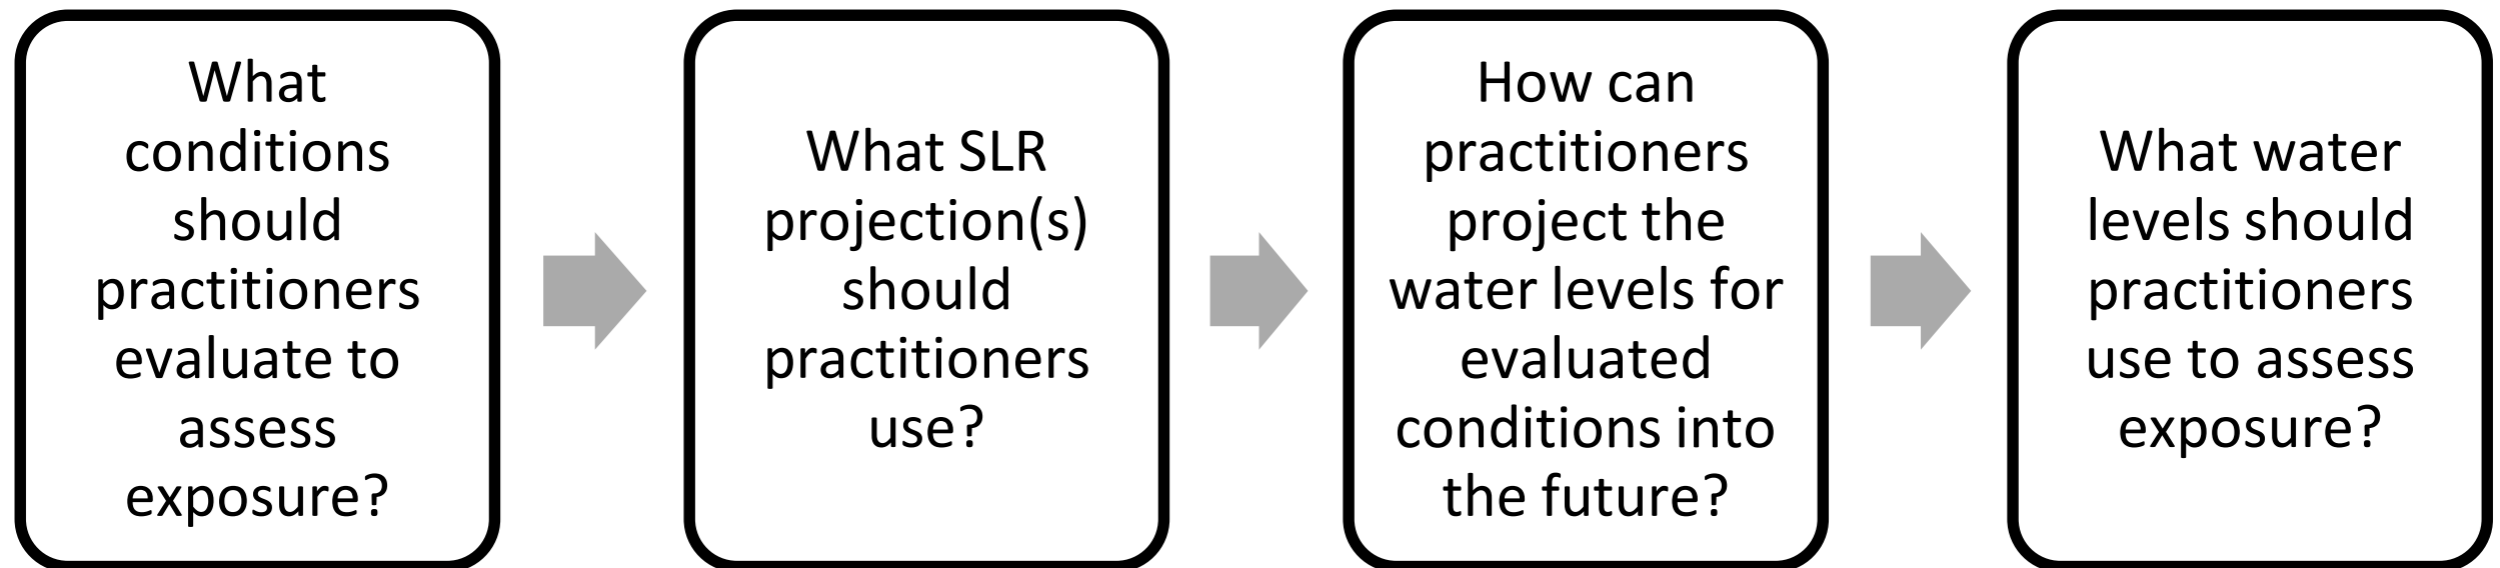 What
conditions
should
practitioners
evaluate to
assess
exposure?
What SLR
projection(s)
should
practitioners
use?
How can
practitioners
project the
water levels for
evaluated
conditions into
the future?
What water
levels should
practitioners
use to assess
exposure?